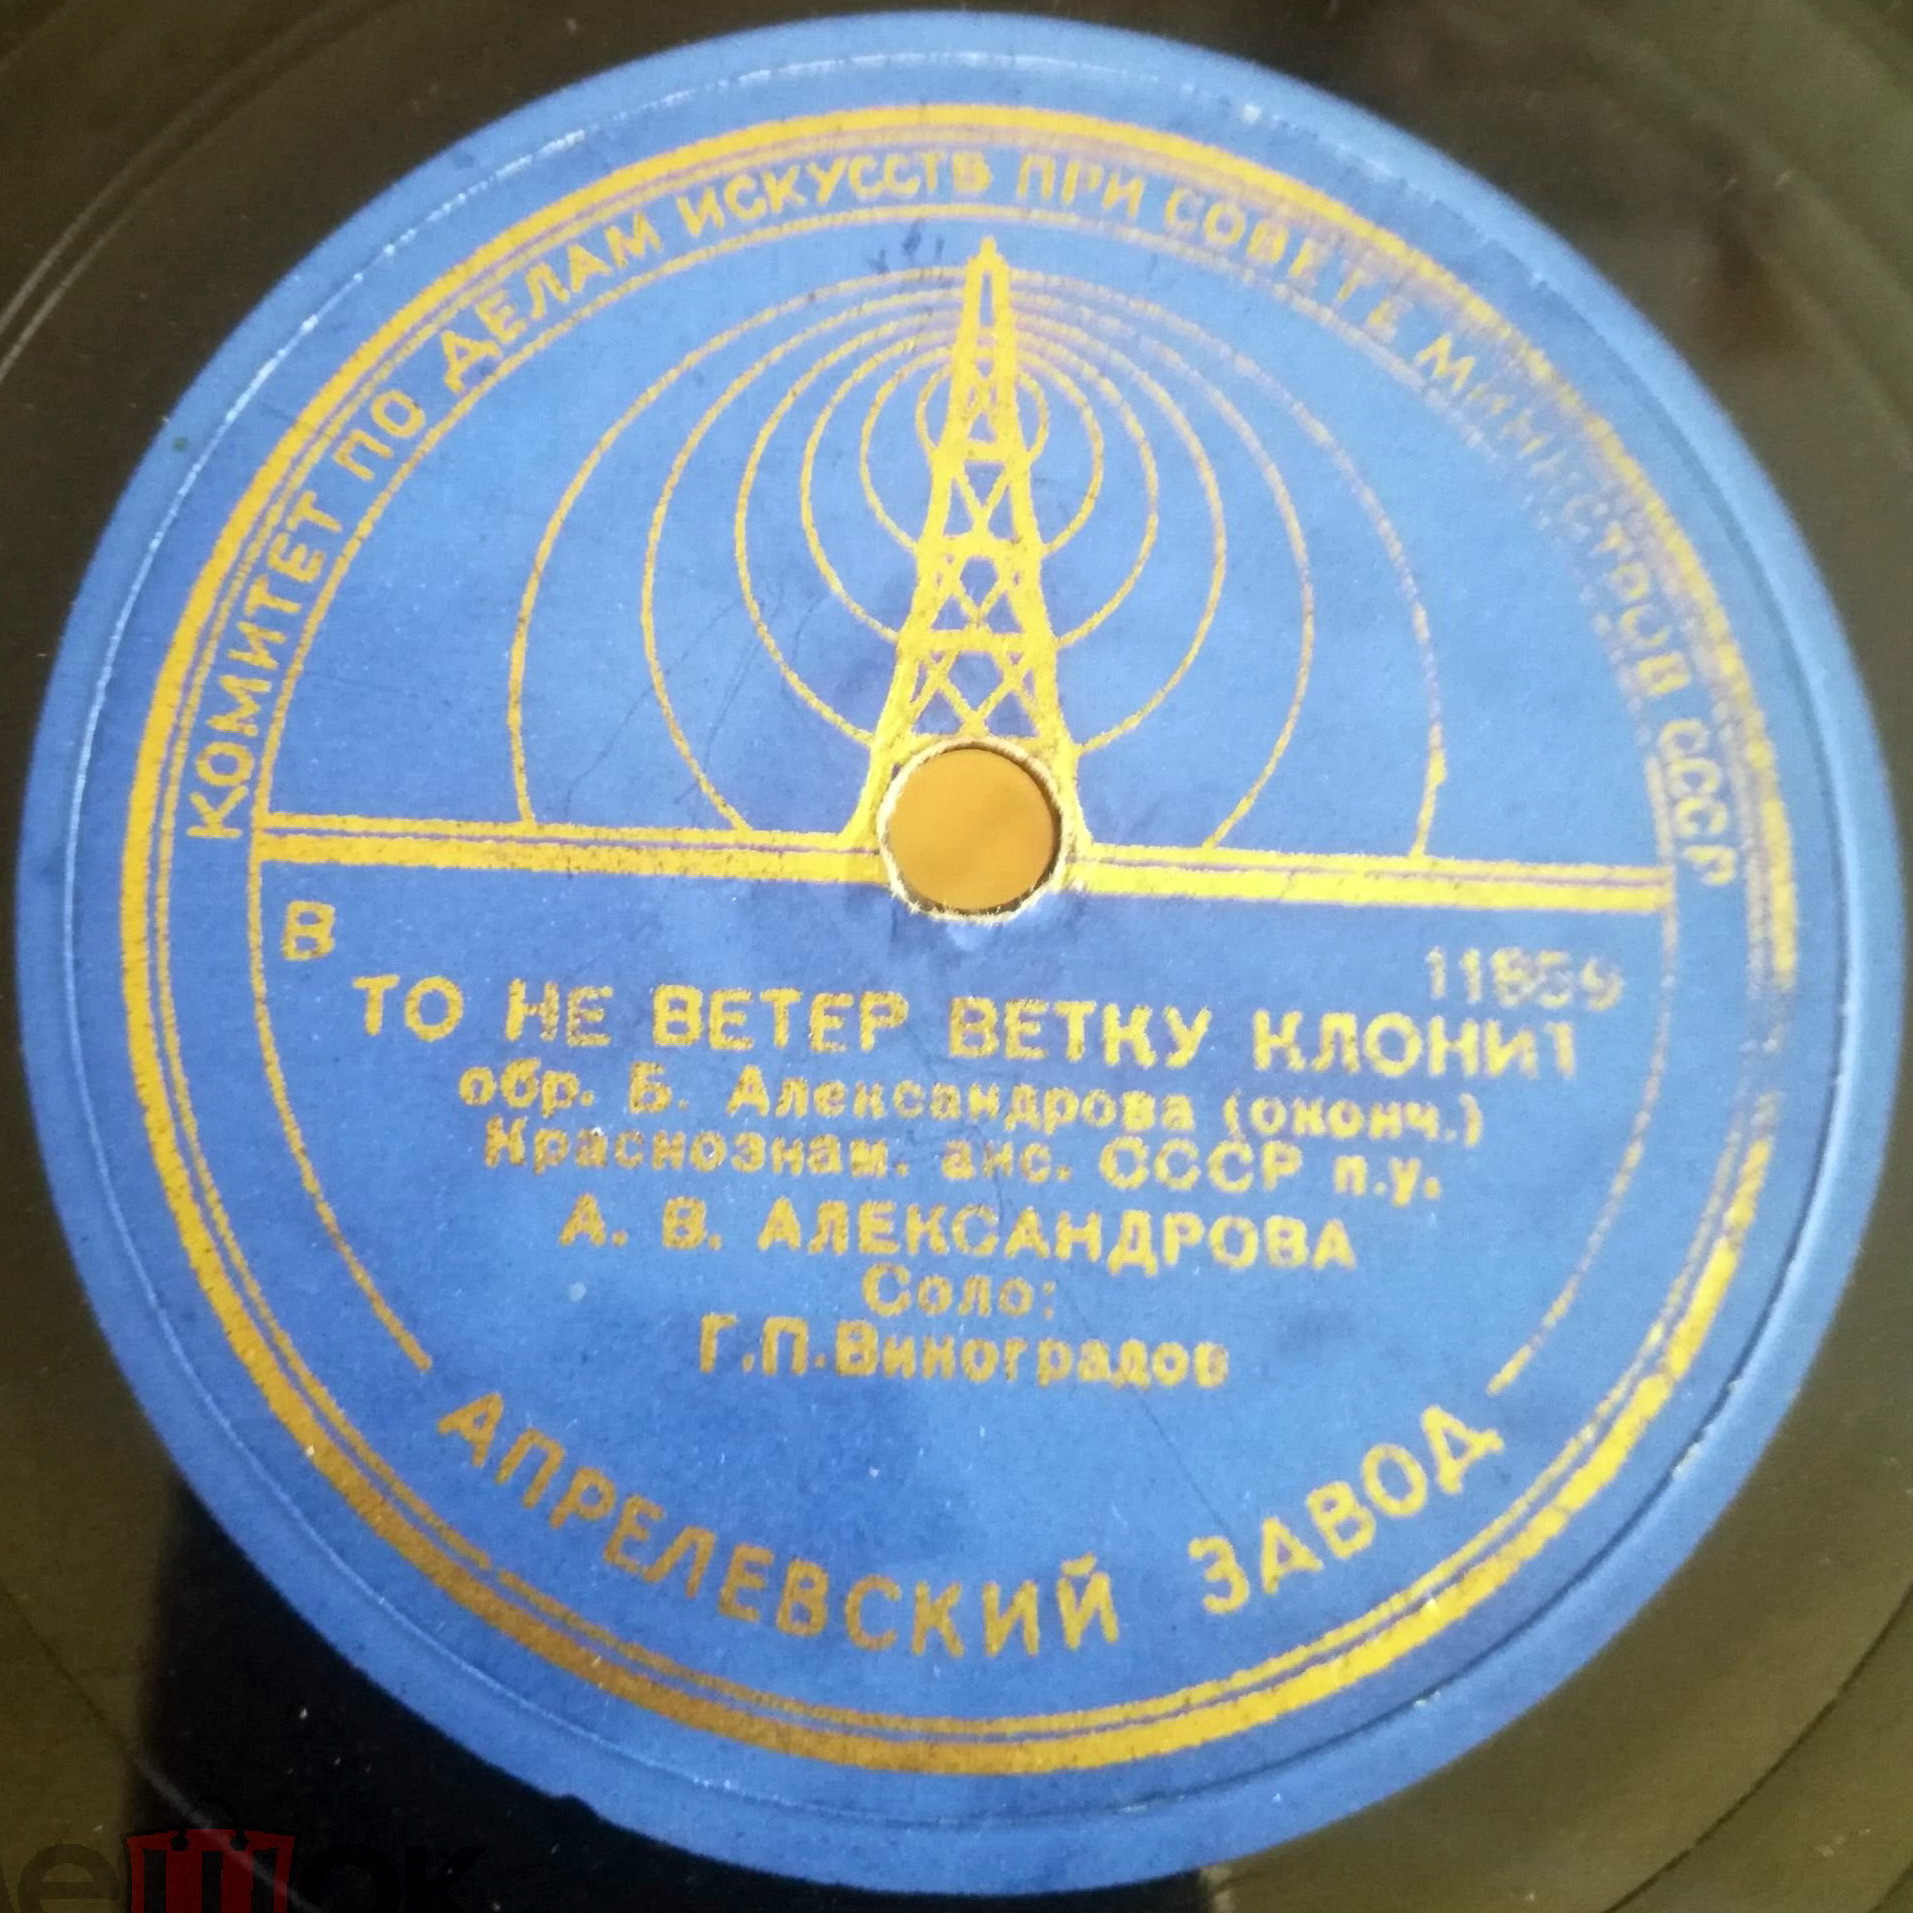 КОМИТЕТ ПО ДЕЛАМ ИСКУССТВ ПРИ СОВЕТЕ МИНИСТРОВ СССР
В
ТО НЕ ВЕТЕР ВЕТКУ КЛОНИТ
обр. Б. Александрова (оконч.)
Краснознам. анс. СССР п.у.
А. В. АЛЕКСАНДРОВА
Соло:
Г.П.Виноградов
АПРЕЛЕВСКИЙ ЗАВОД